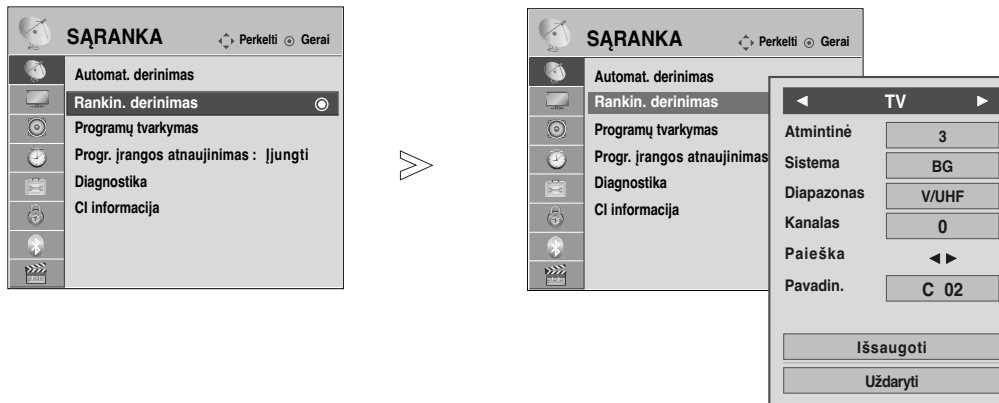 SĄRANKA
Perkelti Gerai
Automat. derinimas
Rankin. derinimas
Programų tvarkymas
Progr. įrangos atnaujinimas : Įjungti
Diagnostika
CI informacija
SĄRANKA
Perkelti Gerai
Automat. derinimas
Rankin. derinimas
Programų tvarkymas
Progr. įrangos atnaujinimas
Diagnostika
CI informacija
◄ TV ►
Atmintinė 3
Sistema BG
Diapazonas V/UHF
Kanalas 0
Paieška ◄ ►
Pavadin. C 02
Išsaugoti
Uždaryti